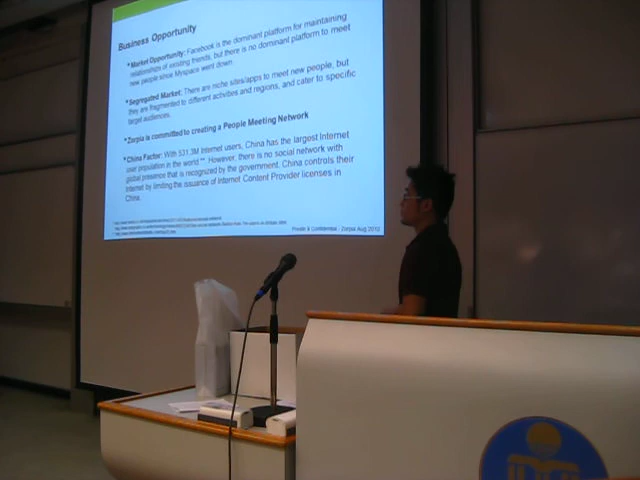 Business Opportunity
*Market Opportunity: Facebook is the dominant platform for maintaining
relationships of existing friends, but there is no dominant platform to meet
new people since Myspace went down
*Segregated Market: There are niche sites/apps to meet new people, but
they are fragmented to different activities and regions, and cater to specific
target audiences.
*Zorpia is committed to creating a People Meeting Network
*China Factor: With 531.3M Internet users, China has the largest Internet
user population in the world **. However, there is no social network with
global presence that is recognized by the government. China controls their
Internet by limiting the issuance of Internet Content Provider licenses in
China.
Private & Confidential - Zorpia Aug 2012